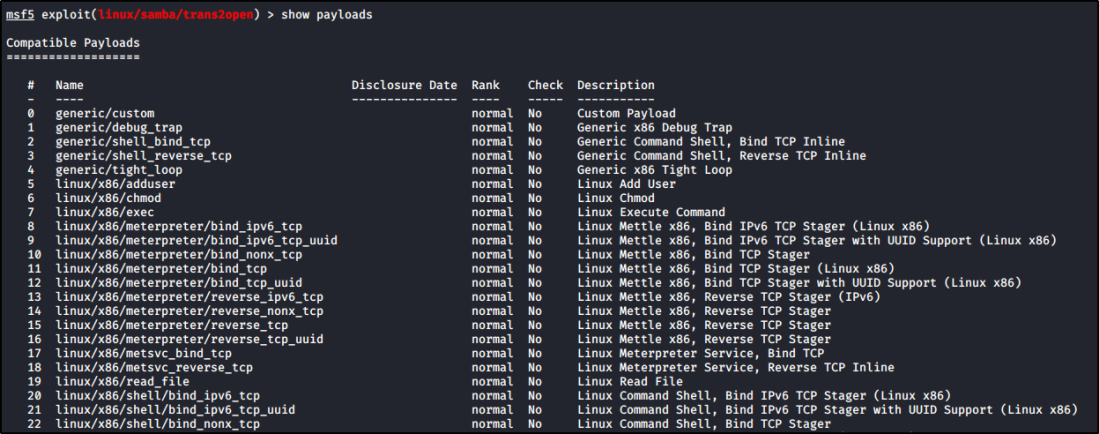 msf5 exploit(linux/samba/trans2open) > show payloads
Compatible Payloads
===================
# Name Disclosure Date Rank Check Description
- ---- --------------- ---- ----- -----------
0 generic/custom normal No Custom Payload
1 generic/debug_trap normal No Generic x86 Debug Trap
2 generic/shell_bind_tcp normal No Generic Command Shell, Bind TCP Inline
3 generic/shell_reverse_tcp normal No Generic Command Shell, Reverse TCP Inline
4 generic/tight_loop normal No Generic x86 Tight Loop
5 linux/x86/adduser normal No Linux Add User
6 linux/x86/chmod normal No Linux Chmod
7 linux/x86/exec normal No Linux Execute Command
8 linux/x86/meterpreter/bind_ipv6_tcp normal No Linux Mettle x86, Bind IPv6 TCP Stager (Linux x86)
9 linux/x86/meterpreter/bind_ipv6_tcp_uuid normal No Linux Mettle x86, Bind IPv6 TCP Stager with UUID Support (Linux x86)
10 linux/x86/meterpreter/bind_nonx_tcp normal No Linux Mettle x86, Bind TCP Stager
11 linux/x86/meterpreter/bind_tcp normal No Linux Mettle x86, Bind TCP Stager (Linux x86)
12 linux/x86/meterpreter/bind_tcp_uuid normal No Linux Mettle x86, Bind TCP Stager with UUID Support (Linux x86)
13 linux/x86/meterpreter/reverse_ipv6_tcp normal No Linux Mettle x86, Reverse TCP Stager (IPv6)
14 linux/x86/meterpreter/reverse_nonx_tcp normal No Linux Mettle x86, Reverse TCP Stager
15 linux/x86/meterpreter/reverse_tcp normal No Linux Mettle x86, Reverse TCP Stager
16 linux/x86/meterpreter/reverse_tcp_uuid normal No Linux Mettle x86, Reverse TCP Stager
17 linux/x86/metsvc_bind_tcp normal No Linux Meterpreter Service, Bind TCP
18 linux/x86/metsvc_reverse_tcp normal No Linux Meterpreter Service, Reverse TCP Inline
19 linux/x86/read_file normal No Linux Read File
20 linux/x86/shell/bind_ipv6_tcp normal No Linux Command Shell, Bind IPv6 TCP Stager (Linux x86)
21 linux/x86/shell/bind_ipv6_tcp_uuid normal No Linux Command Shell, Bind IPv6 TCP Stager with UUID Support (Linux x86)
22 linux/x86/shell/bind_nonx_tcp normal No Linux Command Shell, Bind TCP Stager